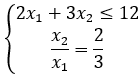 2x₁ + 3x₂ ≤ 12
x₂/x₁ = 2/3